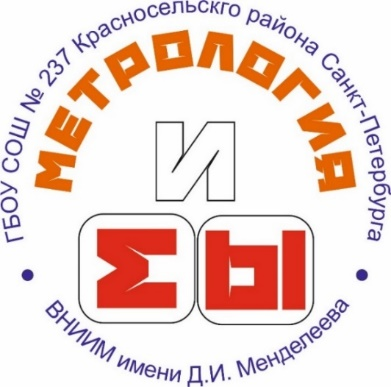 ГБОУ СОШ № 237 Красносельскго района Санкт-Петербурга
МЕТРОЛОГИЯ
И
МЫ
• ВНИИМ имени Д.И. Менделеева •